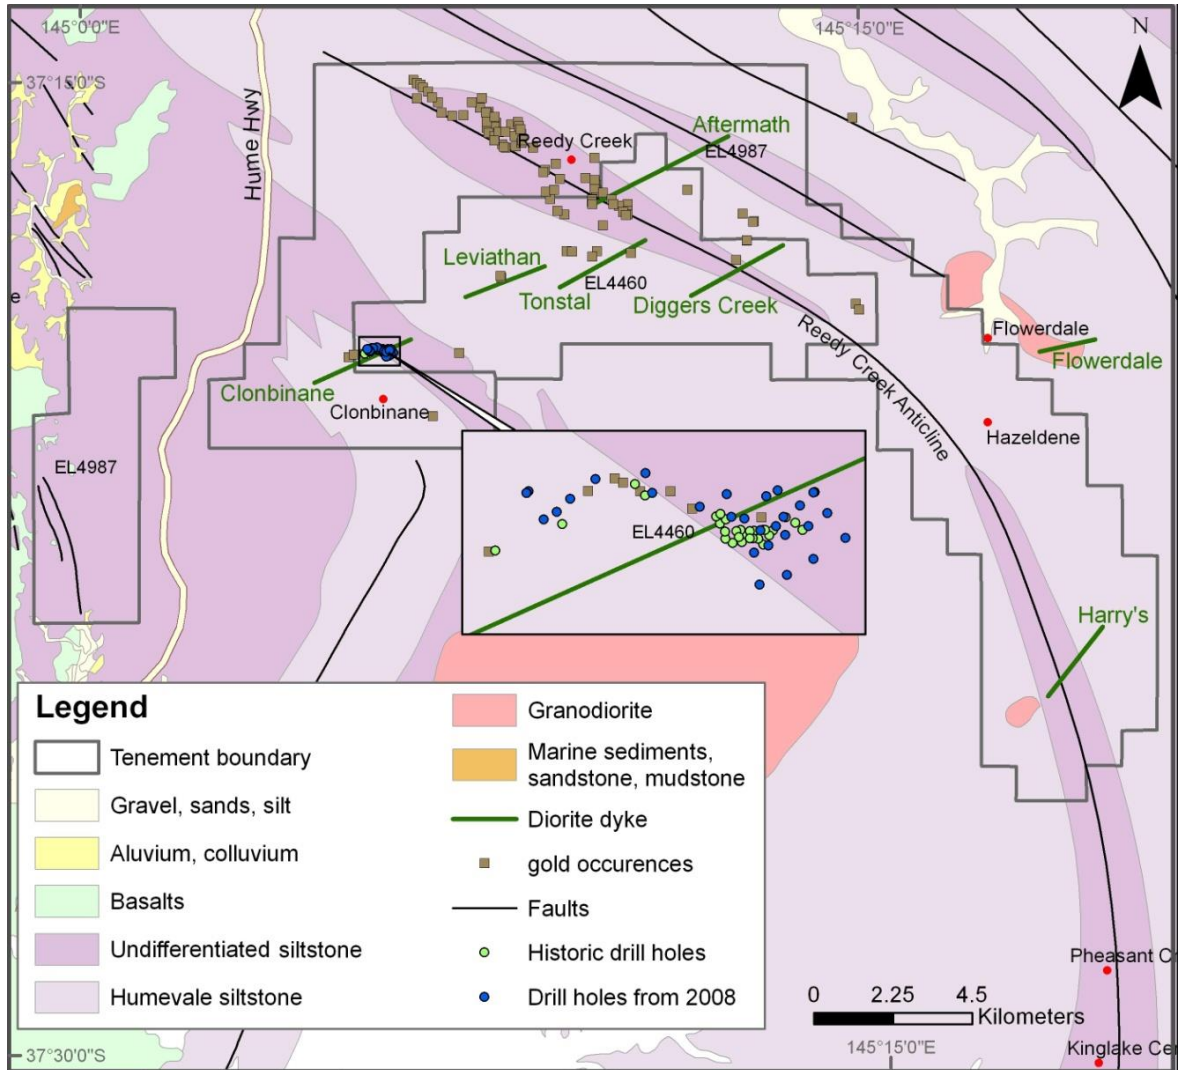 145°0'0"E
145°15'0"E
N
37°15'0"S
Hume Hwy
Aftermath
Reedy Creek
EL4987
Leviathan
EL4460
Tonstal
Diggers Creek
e
Reedy Creek Anticline
Flowerdale
Flowerdale
Clonbinane
Clonbinane
Hazeldene
EL4987
EL4460
Harry's
Legend
Tenement boundary
Gravel, sands, silt
Aluvium, colluvium
Basalts
Undifferentiated siltstone
Humevale siltstone
Granodiorite
Marine sediments,
sandstone, mudstone
Diorite dyke
gold occurences
Faults
Historic drill holes
Drill holes from 2008
Pheasant C
0 2.25 4.5
Kilometers
37°30'0"S
145°15'0"E
Kinglake Cen